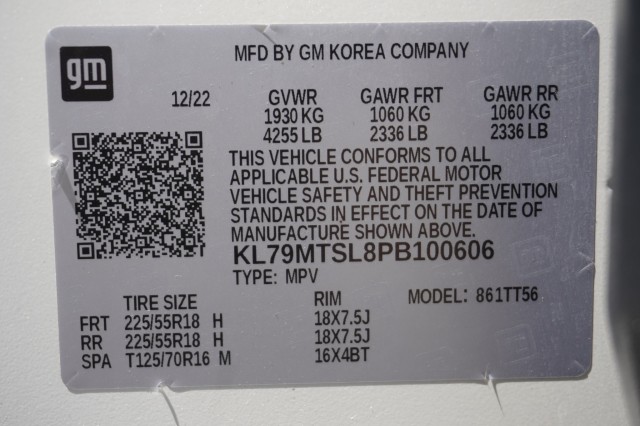 gm
MFD BY GM KOREA COMPANY
12/22 GVWR GAWR FRT GAWR RR
1930 KG 1060 KG 1060 KG
4255 LB 2336 LB 2336 LB
THIS VEHICLE CONFORMS TO ALL
APPLICABLE U.S. FEDERAL MOTOR
VEHICLE SAFETY AND THEFT PREVENTION
STANDARDS IN EFFECT ON THE DATE OF
MANUFACTURE SHOWN ABOVE.
KL79MTSL8PB100606
TYPE: MPV
TIRE SIZE RIM MODEL: 861TT56
FRT 225/55R18 H 18X7.5J
RR 225/55R18 H 18X7.5J
SPA T125/70R16 M 16X4BT